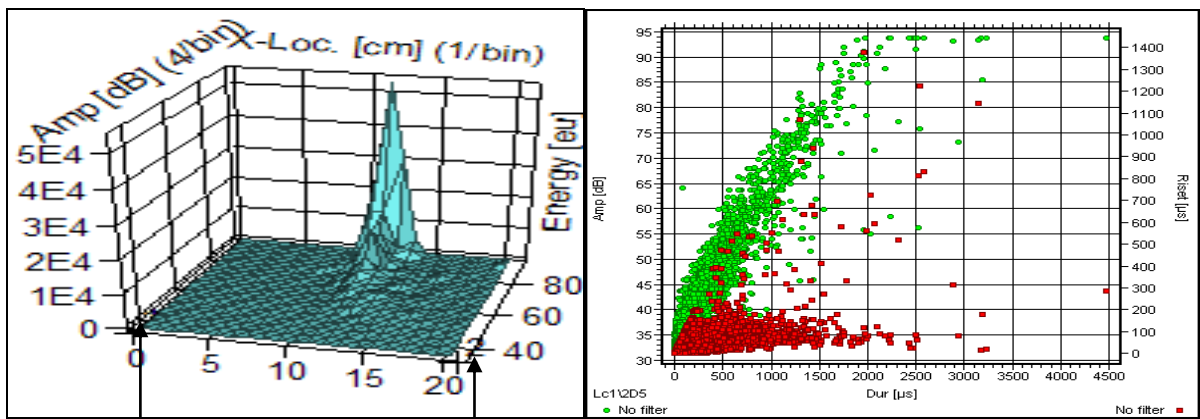 Amp [dB] (4/bin)
X-Loc. [cm] (1/bin)
Energy [eu]
5E4
4E4
3E4
2E4
1E4
0
0
5
10
15
20
40
60
80
95
90
85
80
75
70
65
60
55
50
45
40
35
30
Amp [dB]
1400
1300
1200
1100
1000
900
800
700
600
500
400
300
200
100
0
Riset [µs]
0 500 1000 1500 2000 2500 3000 3500 4000 4500
Lc1\2D5
Dur [µs]
No filter
No filter